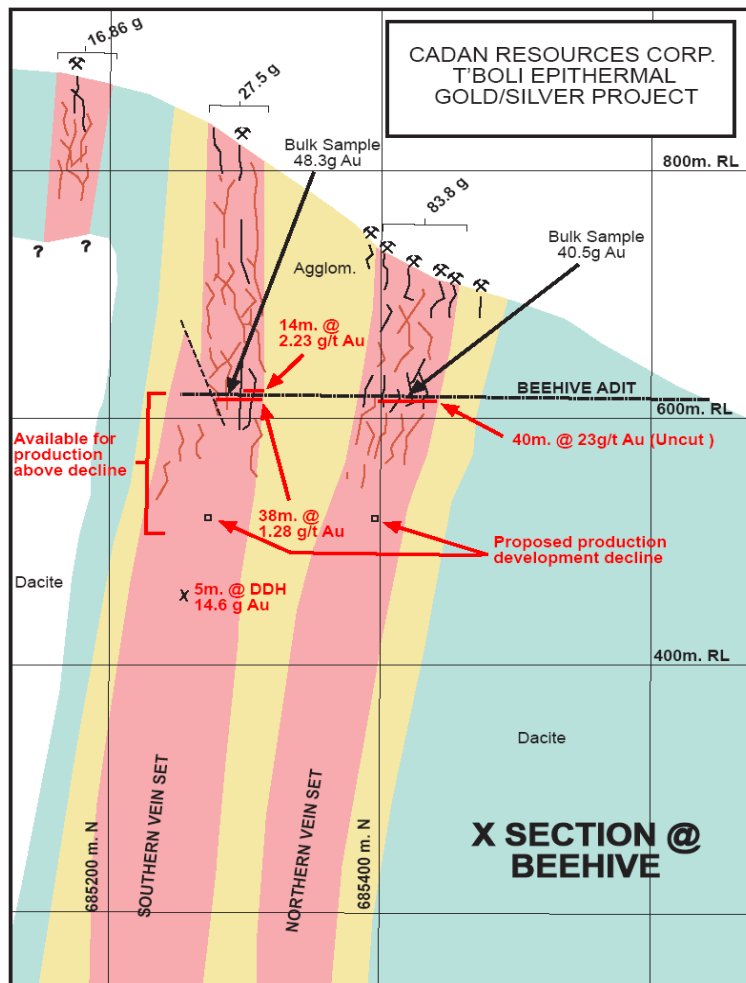 16.86 g
27.5 g
CADAN RESOURCES CORP.
T'BOLI EPITHERMAL
GOLD/SILVER PROJECT
Bulk Sample
48.3g Au
800m. RL
83.8 g
Bulk Sample
40.5g Au
? ?
Agglom.
14m. @
2.23 g/t Au
BEEHIVE ADIT
600m. RL
Available for
production
above decline
40m. @ 23g/t Au (Uncut )
38m. @
1.28 g/t Au
Proposed production
development decline
Dacite
X 5m. @ DDH
14.6 g Au
400m. RL
Dacite
685200 m. N
SOUTHERN VEIN SET
NORTHERN VEIN SET
685400 m. N
X SECTION @
BEEHIVE